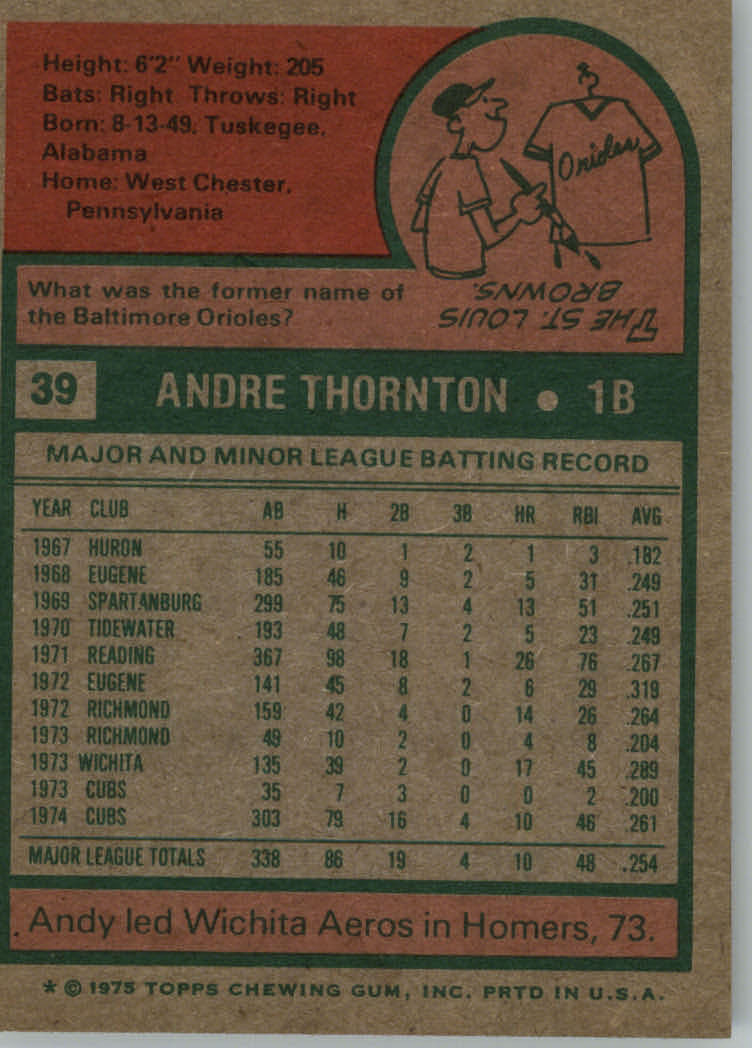 Height: 6'2" Weight: 205
Bats: Right Throws: Right
Born: 8-13-49, Tuskegee,
Alabama
Home: West Chester,
Pennsylvania
Orioles
What was the former name of
the Baltimore Orioles?
THE ST. LOUIS
BROWNS.
39 ANDRE THORNTON • 1B
MAJOR AND MINOR LEAGUE BATTING RECORD
YEAR CLUB AB H 2B 3B HR RBI AVG
1967 HURON 55 10 1 2 1 3 .182
1968 EUGENE 185 46 9 2 5 31 .249
1969 SPARTANBURG 299 75 13 4 13 51 .251
1970 TIDEWATER 193 48 7 2 5 23 .249
1971 READING 367 98 18 1 26 76 .267
1972 EUGENE 141 45 8 2 6 29 .319
1972 RICHMOND 159 42 4 0 14 26 .264
1973 RICHMOND 49 10 2 0 4 8 .204
1973 WICHITA 135 39 2 0 17 45 .289
1973 CUBS 35 7 3 0 0 2 .200
1974 CUBS 303 79 16 4 10 46 .261
MAJOR LEAGUE TOTALS 338 86 19 4 10 48 .254
Andy led Wichita Aeros in Homers, 73.
* © 1975 TOPPS CHEWING GUM, INC. PRTD IN U.S.A.